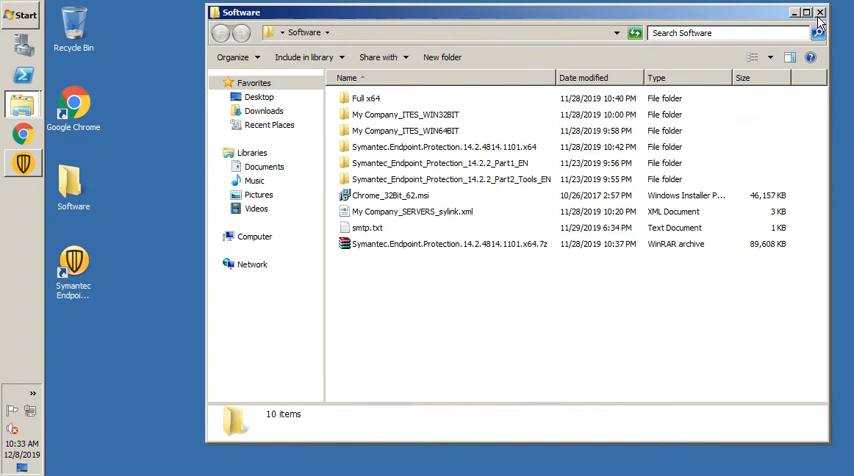 Start
Recycle Bin
Google Chrome
Software
Symantec
Endpoi...
»
10:33 AM
12/8/2019
Software
Software
Search Software
Organize
Include in library
Share with
New folder
Name
Date modified
Type
Size
Favorites
Desktop
Downloads
Recent Places
Libraries
Documents
Music
Pictures
Videos
Computer
Network
Full x64 11/28/2019 10:40 PM File folder
My Company_ITES_WIN32BIT 11/28/2019 10:00 PM File folder
My Company_ITES_WIN64BIT 11/28/2019 9:58 PM File folder
Symantec.Endpoint.Protection.14.2.4814.1101.x64 11/28/2019 10:42 PM File folder
Symantec_Endpoint_Protection_14.2.2_Part1_EN 11/23/2019 9:56 PM File folder
Symantec_Endpoint_Protection_14.2.2_Part2_Tools_EN 11/23/2019 9:55 PM File folder
Chrome_32Bit_62.msi 10/26/2017 2:57 PM Windows Installer P... 46,157 KB
My Company_SERVERS_sylink.xml 11/28/2019 10:20 PM XML Document 3 KB
smtp.txt 11/29/2019 6:34 PM Text Document 1 KB
Symantec.Endpoint.Protection.14.2.4814.1101.x64.7z 11/28/2019 10:37 PM WinRAR archive 89,608 KB
10 items